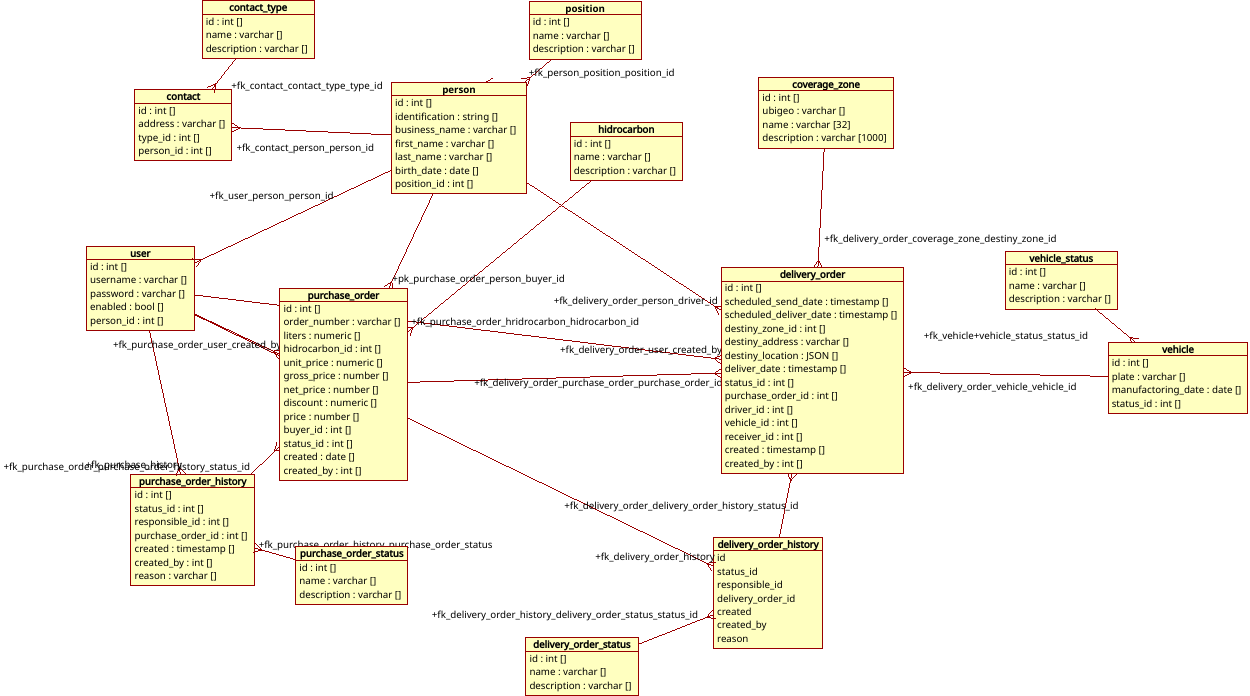 contact_type
id : int []
name : varchar []
description : varchar []
position
id : int []
name : varchar []
description : varchar []
+fk_person_position_position_id
+fk_contact_contact_type_type_id
contact
id : int []
address : varchar []
type_id : int []
person_id : int []
+fk_contact_person_person_id
person
id : int []
identification : string []
business_name : varchar []
first_name : varchar []
last_name : varchar []
birth_date : date []
position_id : int []
hidrocarbon
id : int []
name : varchar []
description : varchar []
coverage_zone
id : int []
ubigeo : varchar []
name : varchar [32]
description : varchar [1000]
+fk_user_person_person_id
+fk_delivery_order_coverage_zone_destiny_zone_id
user
id : int []
username : varchar []
password : varchar []
enabled : bool []
person_id : int []
+pk_purchase_order_person_buyer_id
purchase_order
id : int []
order_number : varchar []
liters : numeric []
hidrocarbon_id : int []
unit_price : numeric []
gross_price : number []
net_price : number []
discount : numeric []
price : number []
buyer_id : int []
status_id : int []
created : date []
created_by : int []
+fk_purchase_order_user_created_by
+fk_purchase_order_hridrocarbon_hidrocarbon_id
+fk_delivery_order_person_driver_id
+fk_delivery_order_user_created_by
+fk_delivery_order_purchase_order_purchase_order_id
delivery_order
id : int []
scheduled_send_date : timestamp []
scheduled_deliver_date : timestamp []
destiny_zone_id : int []
destiny_address : varchar []
destiny_location : JSON []
deliver_date : timestamp []
status_id : int []
purchase_order_id : int []
driver_id : int []
vehicle_id : int []
receiver_id : int []
created : timestamp []
created_by : int []
vehicle_status
id : int []
name : varchar []
description : varchar []
+fk_vehicle+vehicle_status_status_id
vehicle
id : int []
plate : varchar []
manufactoring_date : date []
status_id : int []
+fk_delivery_order_vehicle_vehicle_id
+fk_purchase_history
+fk_purchase_order_purchase_order_history_status_id
purchase_order_history
id : int []
status_id : int []
responsible_id : int []
purchase_order_id : int []
created : timestamp []
created_by : int []
reason : varchar []
+fk_purchase_order_history_purchase_order_status
purchase_order_status
id : int []
name : varchar []
description : varchar []
+fk_delivery_order_delivery_order_history_status_id
+fk_delivery_order_history
delivery_order_history
id
status_id
responsible_id
delivery_order_id
created
created_by
reason
+fk_delivery_order_history_delivery_order_status_status_id
delivery_order_status
id : int []
name : varchar []
description : varchar []